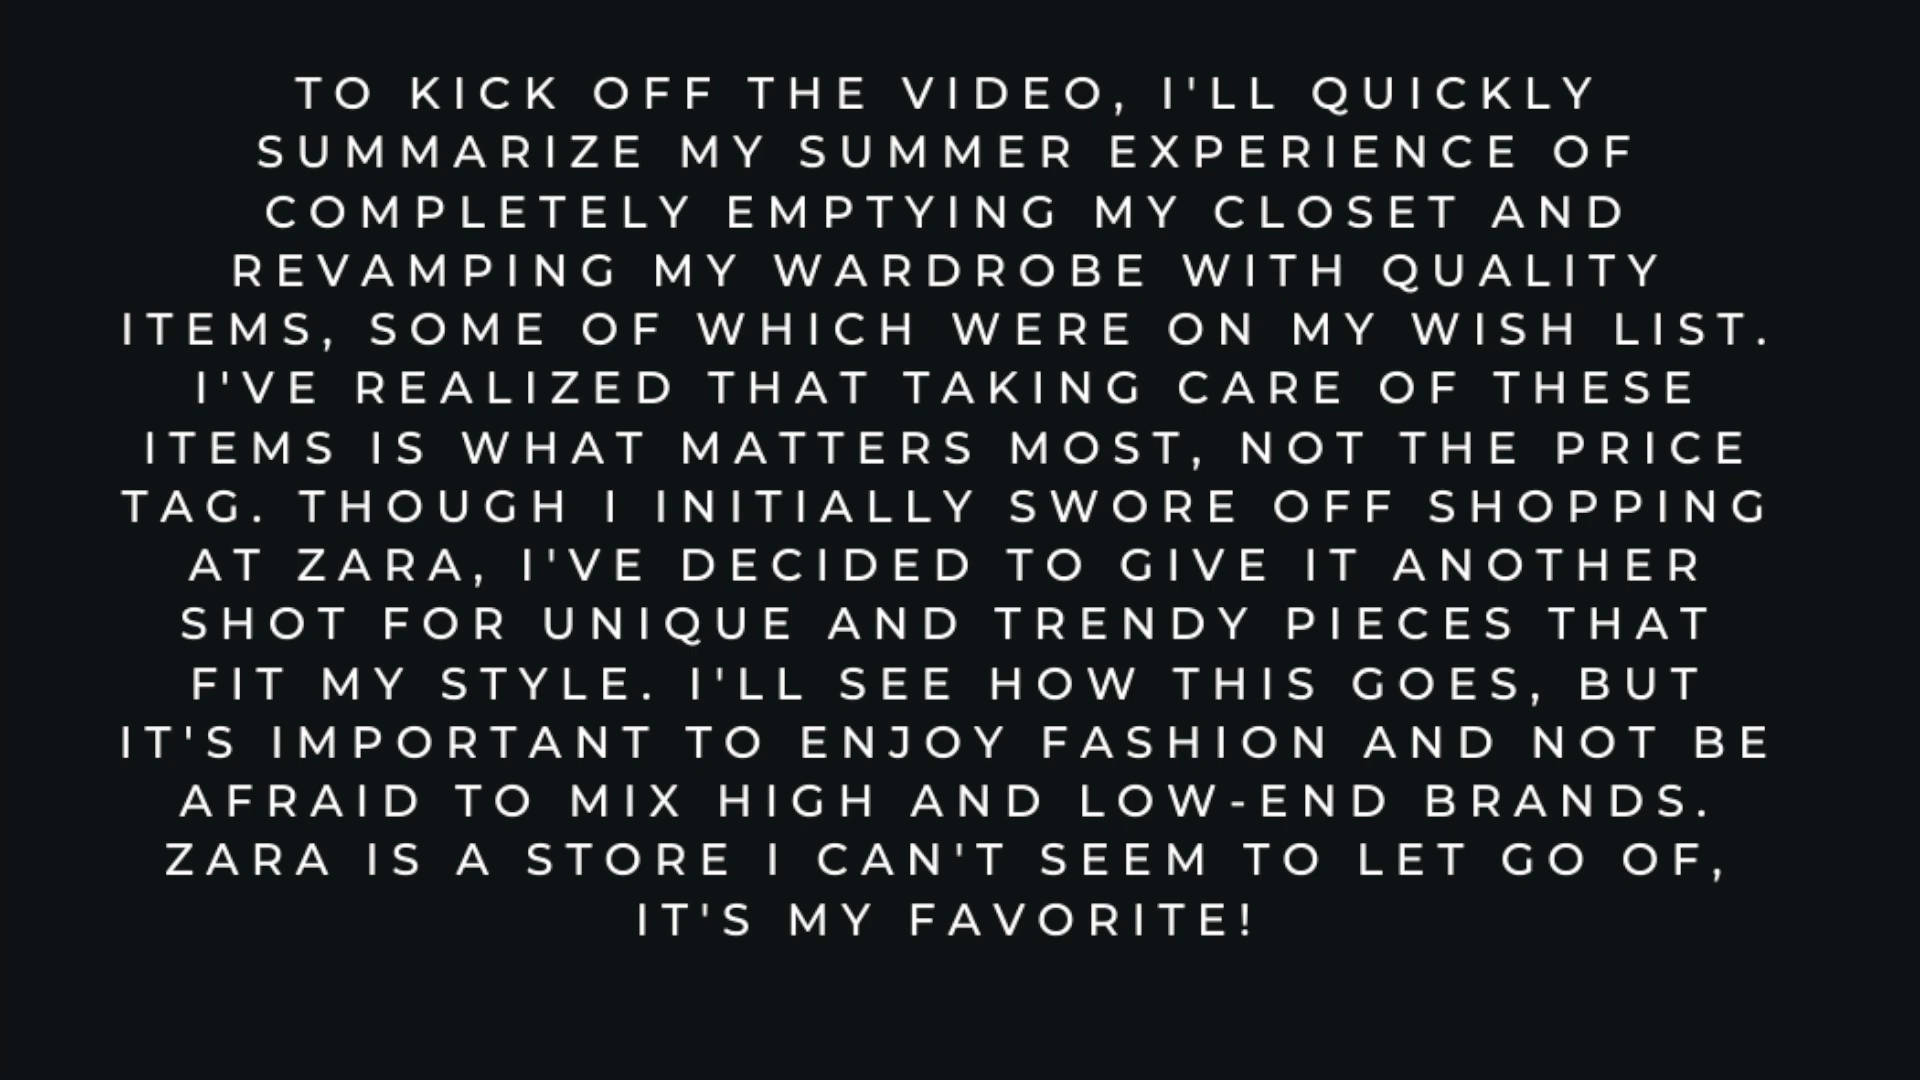 TO KICK OFF THE VIDEO, I'LL QUICKLY
SUMMARIZE MY SUMMER EXPERIENCE OF
COMPLETELY EMPTYING MY CLOSET AND
REVAMPING MY WARDROBE WITH QUALITY
ITEMS, SOME OF WHICH WERE ON MY WISH LIST.
I'VE REALIZED THAT TAKING CARE OF THESE
ITEMS IS WHAT MATTERS MOST, NOT THE PRICE
TAG. THOUGH I INITIALLY SWORE OFF SHOPPING
AT ZARA, I'VE DECIDED TO GIVE IT ANOTHER
SHOT FOR UNIQUE AND TRENDY PIECES THAT
FIT MY STYLE. I'LL SEE HOW THIS GOES, BUT
IT'S IMPORTANT TO ENJOY FASHION AND NOT BE
AFRAID TO MIX HIGH AND LOW-END BRANDS.
ZARA IS A STORE I CAN'T SEEM TO LET GO OF,
IT'S MY FAVORITE!